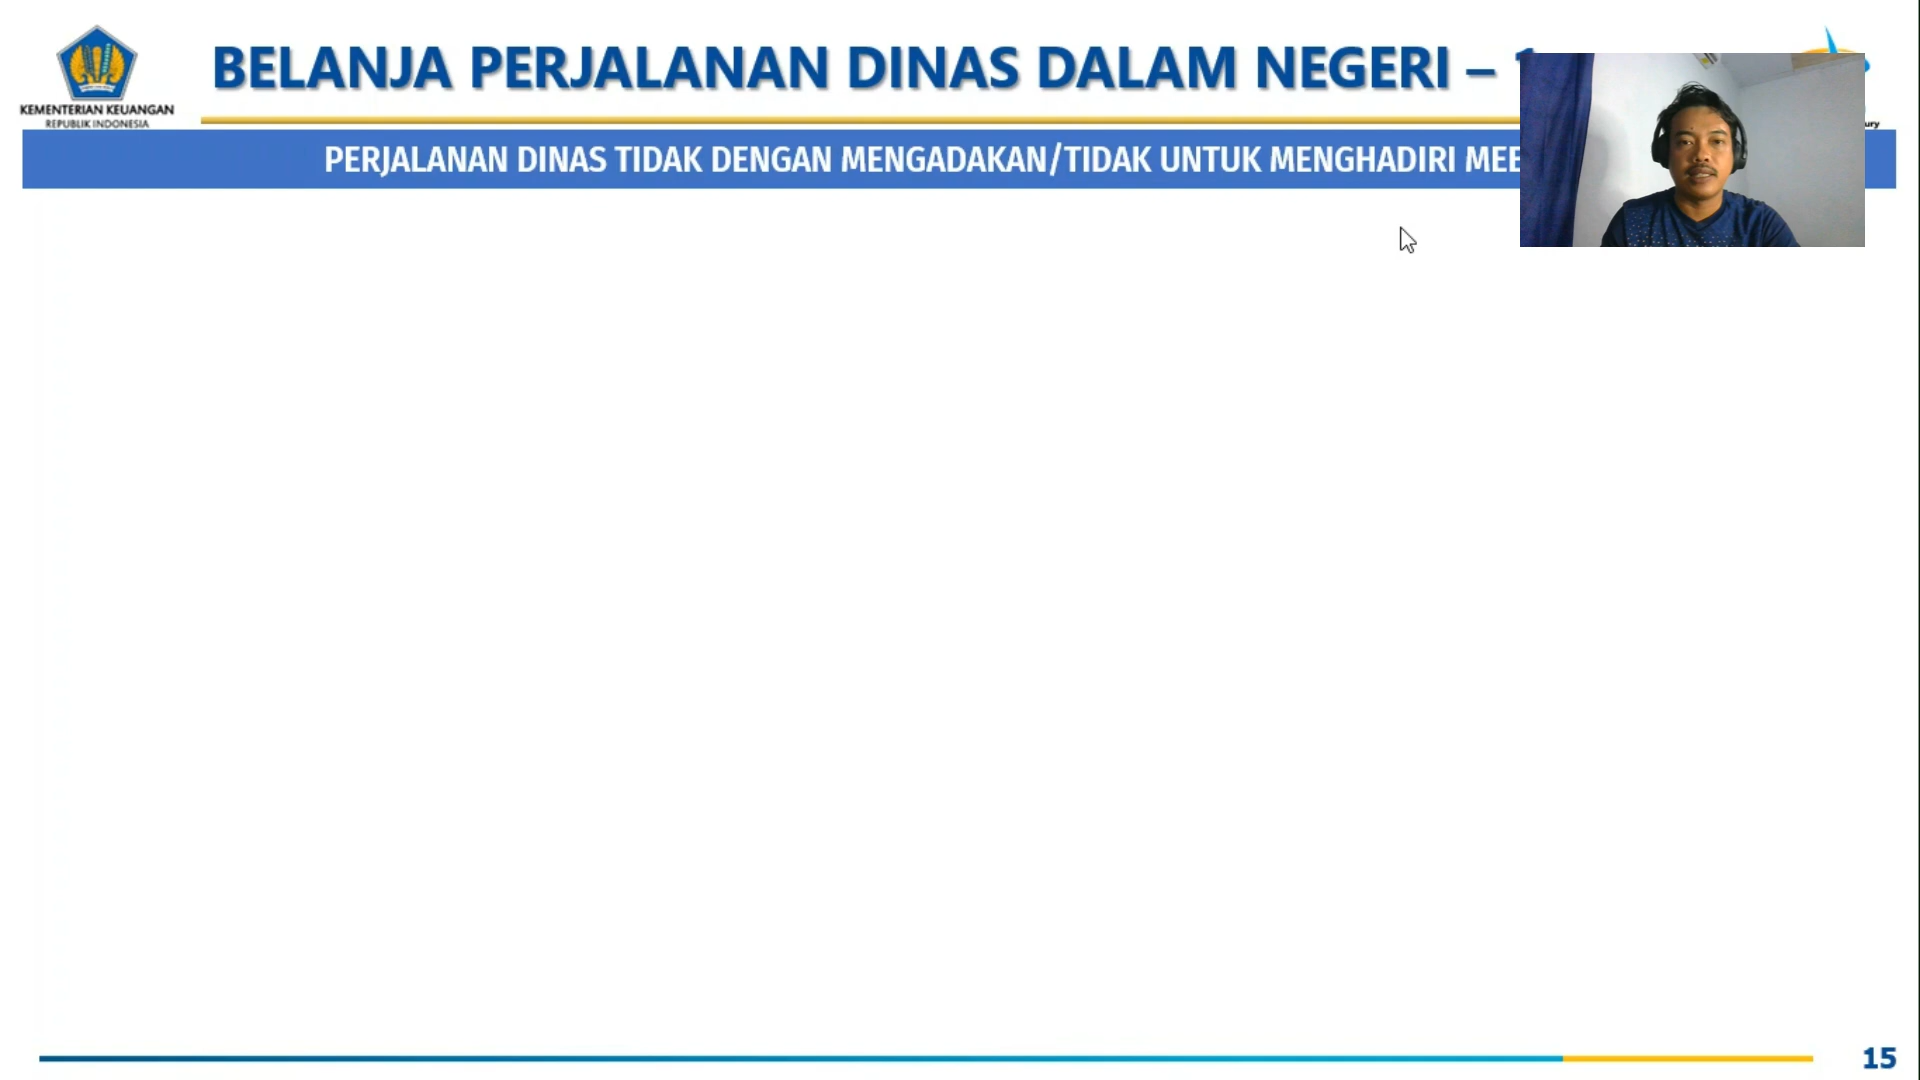 BELANJA PERJALANAN DINAS DALAM NEGERI –
KEMENTERIAN KEUANGAN
REPUBLIK INDONESIA
PERJALANAN DINAS TIDAK DENGAN MENGADAKAN/TIDAK UNTUK MENGHADIRI
15